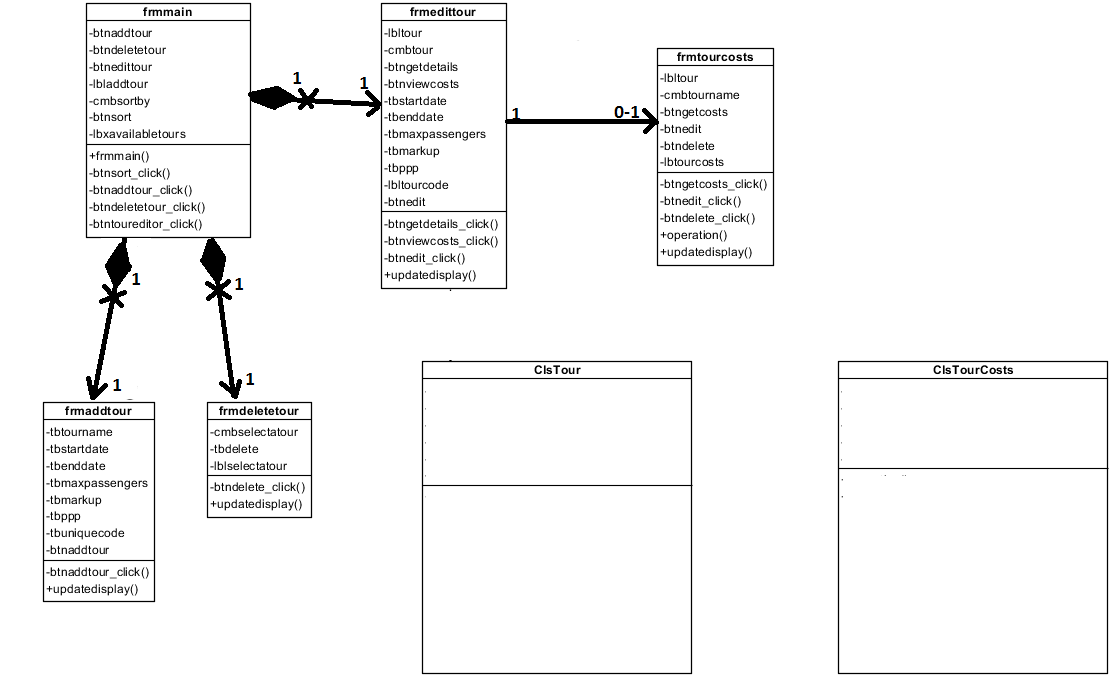 frmmain
-btnaddtour
-btndeletetour
-btnedittour
-lbladdtour
-cmbsortby
-btnsort
-lbxavailabletours
+frmmain()
-btnsort_click()
-btnaddtour_click()
-btndeletetour_click()
-btntoureditor_click()
1
1
frmedittour
-lbltour
-cmbtour
-btngetdetails
-btnviewcosts
-tbstartdate
-tbenddate
-tbmaxpassengers
-tbmarkup
-tbppp
-lbltourcode
-btnedit
-btngetdetails_click()
-btnviewcosts_click()
-btnedit_click()
+updatedisplay()
1
0-1
frmtourcosts
-lbltour
-cmbtourname
-btngetcosts
-btnedit
-btndelete
-lbtourcosts
-btngetcosts_click()
-btnedit_click()
-btndelete_click()
+operation()
+updatedisplay()
1
1
1
1
frmaddtour
-tbtourname
-tbstartdate
-tbenddate
-tbmaxpassengers
-tbmarkup
-tbppp
-tbuniquecode
-btnaddtour
-btnaddtour_click()
+updatedisplay()
frmdeletetour
-cmbselectatour
-tbdelete
-lblselectatour
-btndelete_click()
+updatedisplay()
ClsTour
ClsTourCosts